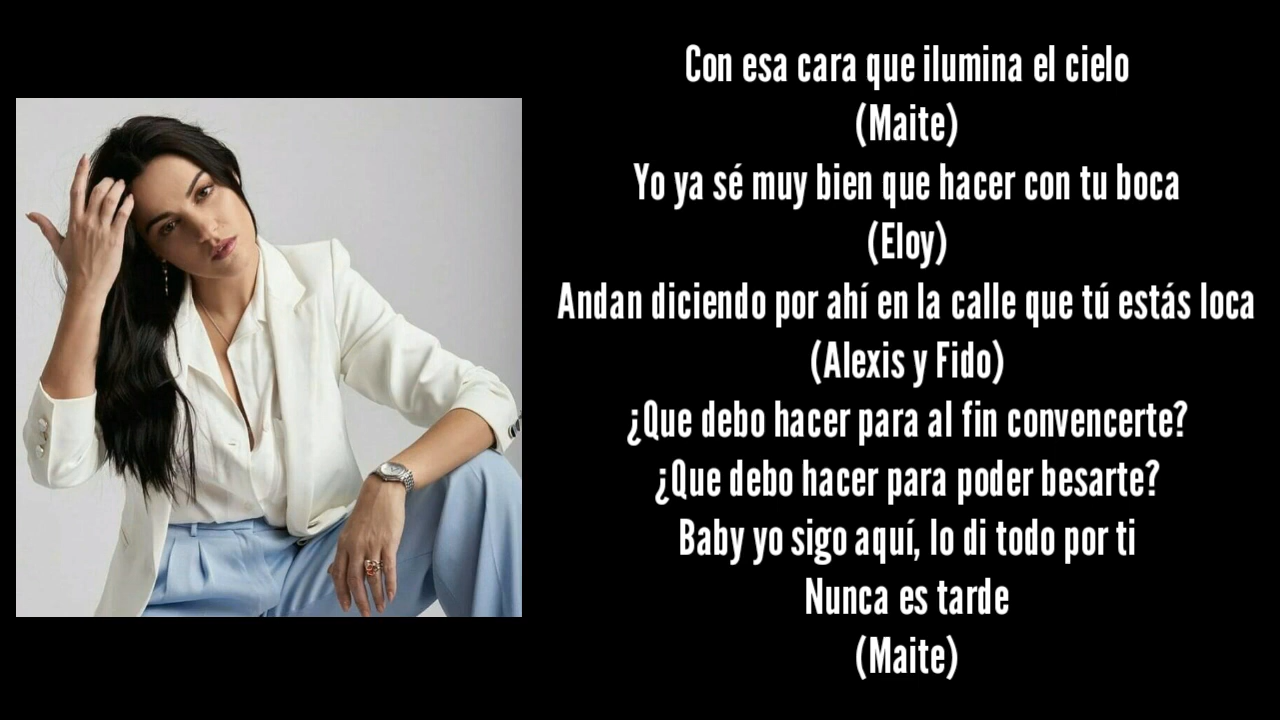 Con esa cara que ilumina el cielo
(Maite)
Yo ya sé muy bien que hacer con tu boca
(Eloy)
Andan diciendo por ahí en la calle que tú estás loca
(Alexis y Fido)
¿Que debo hacer para al fin convencerte?
¿Que debo hacer para poder besarte?
Baby yo sigo aquí, lo di todo por ti
Nunca es tarde
(Maite)